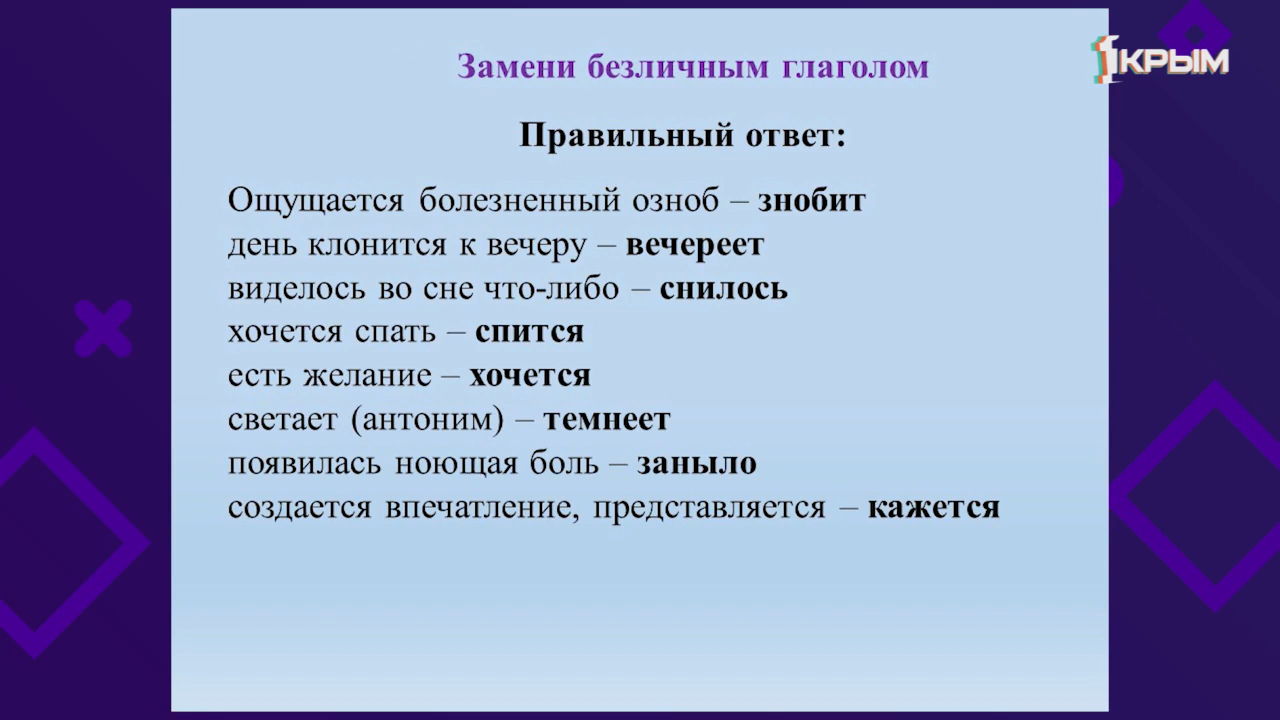 Замени безличным глаголом
1КРЫМ
Правильный ответ:
Ощущается болезненный озноб – знобит
день клонится к вечеру – вечереет
виделось во сне что-либо – снилось
хочется спать – спится
есть желание – хочется
светает (антоним) – темнеет
появилась ноющая боль – заныло
создается впечатление, представляется – кажется